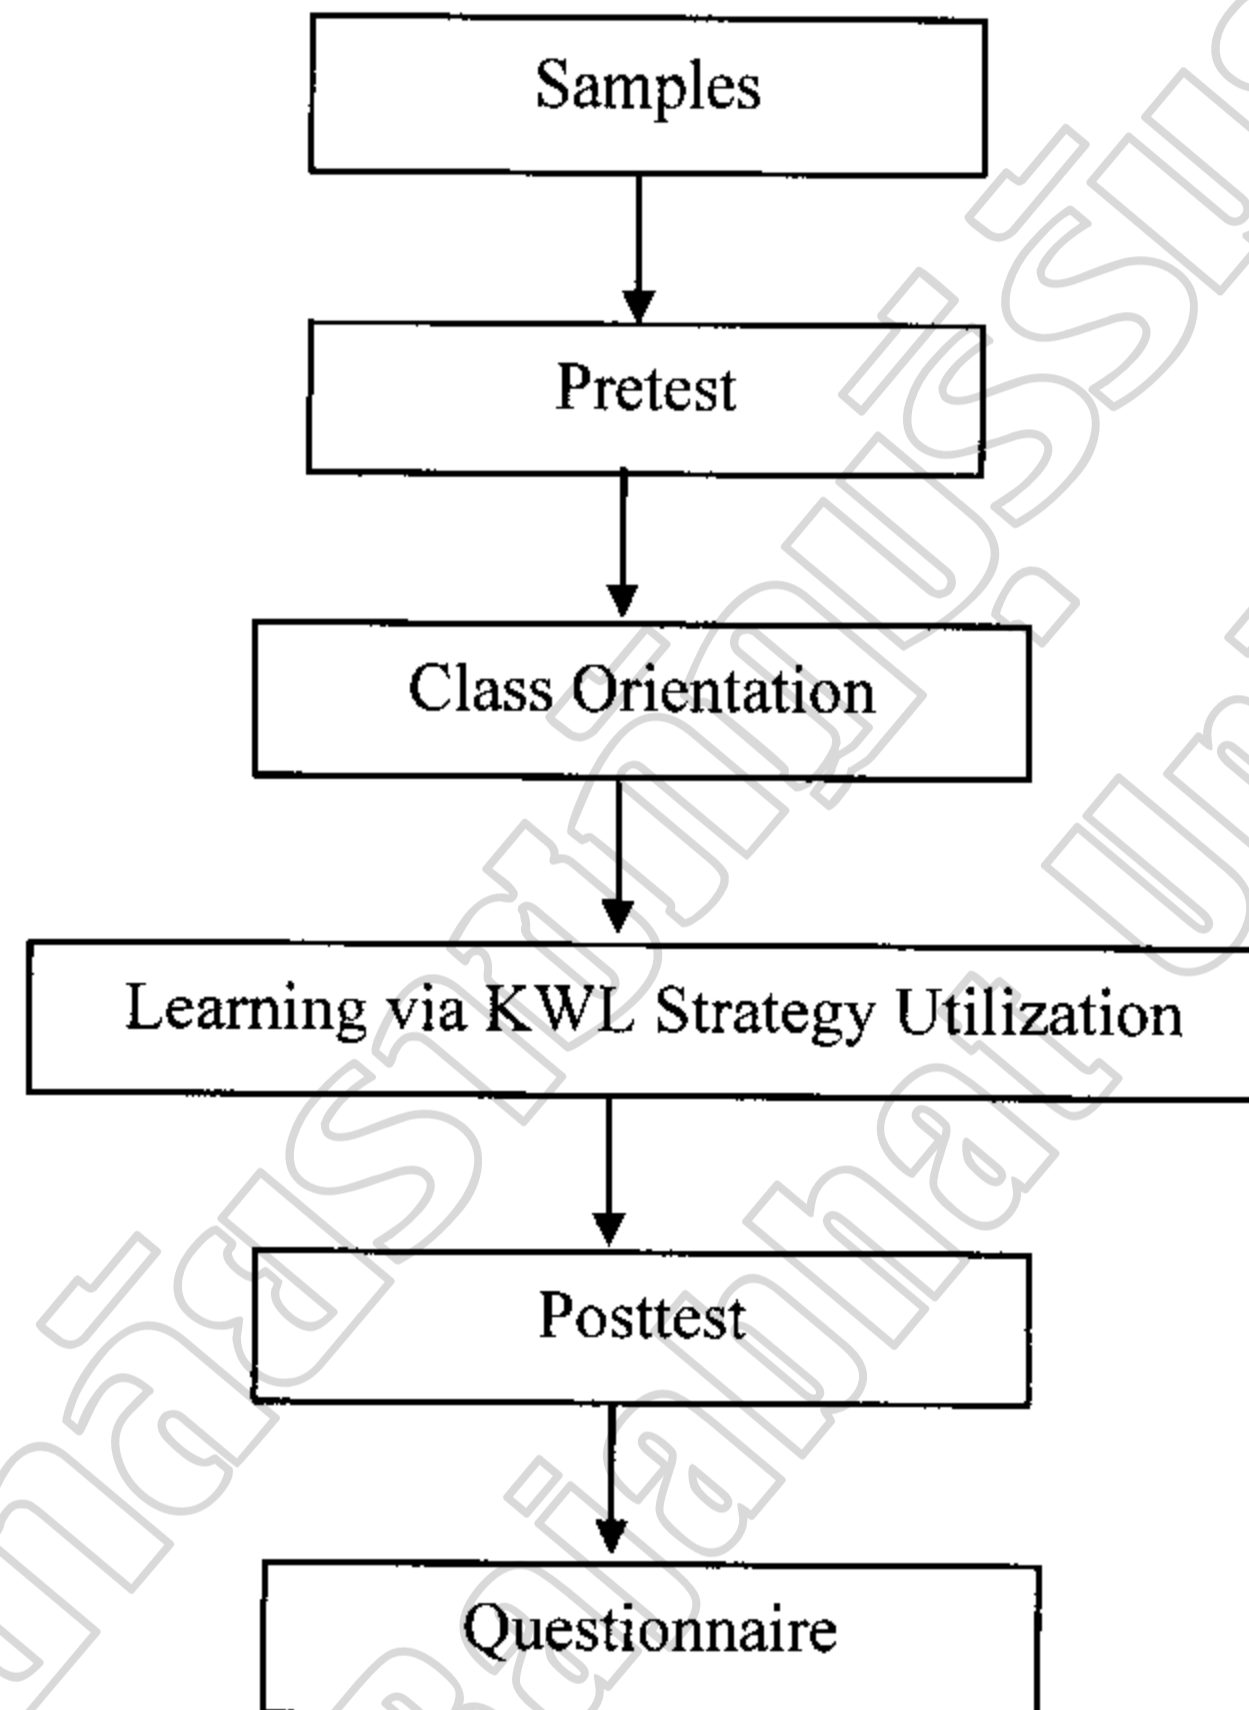 Samples
Pretest
Class Orientation
Learning via KWL Strategy Utilization
Posttest
Questionnaire